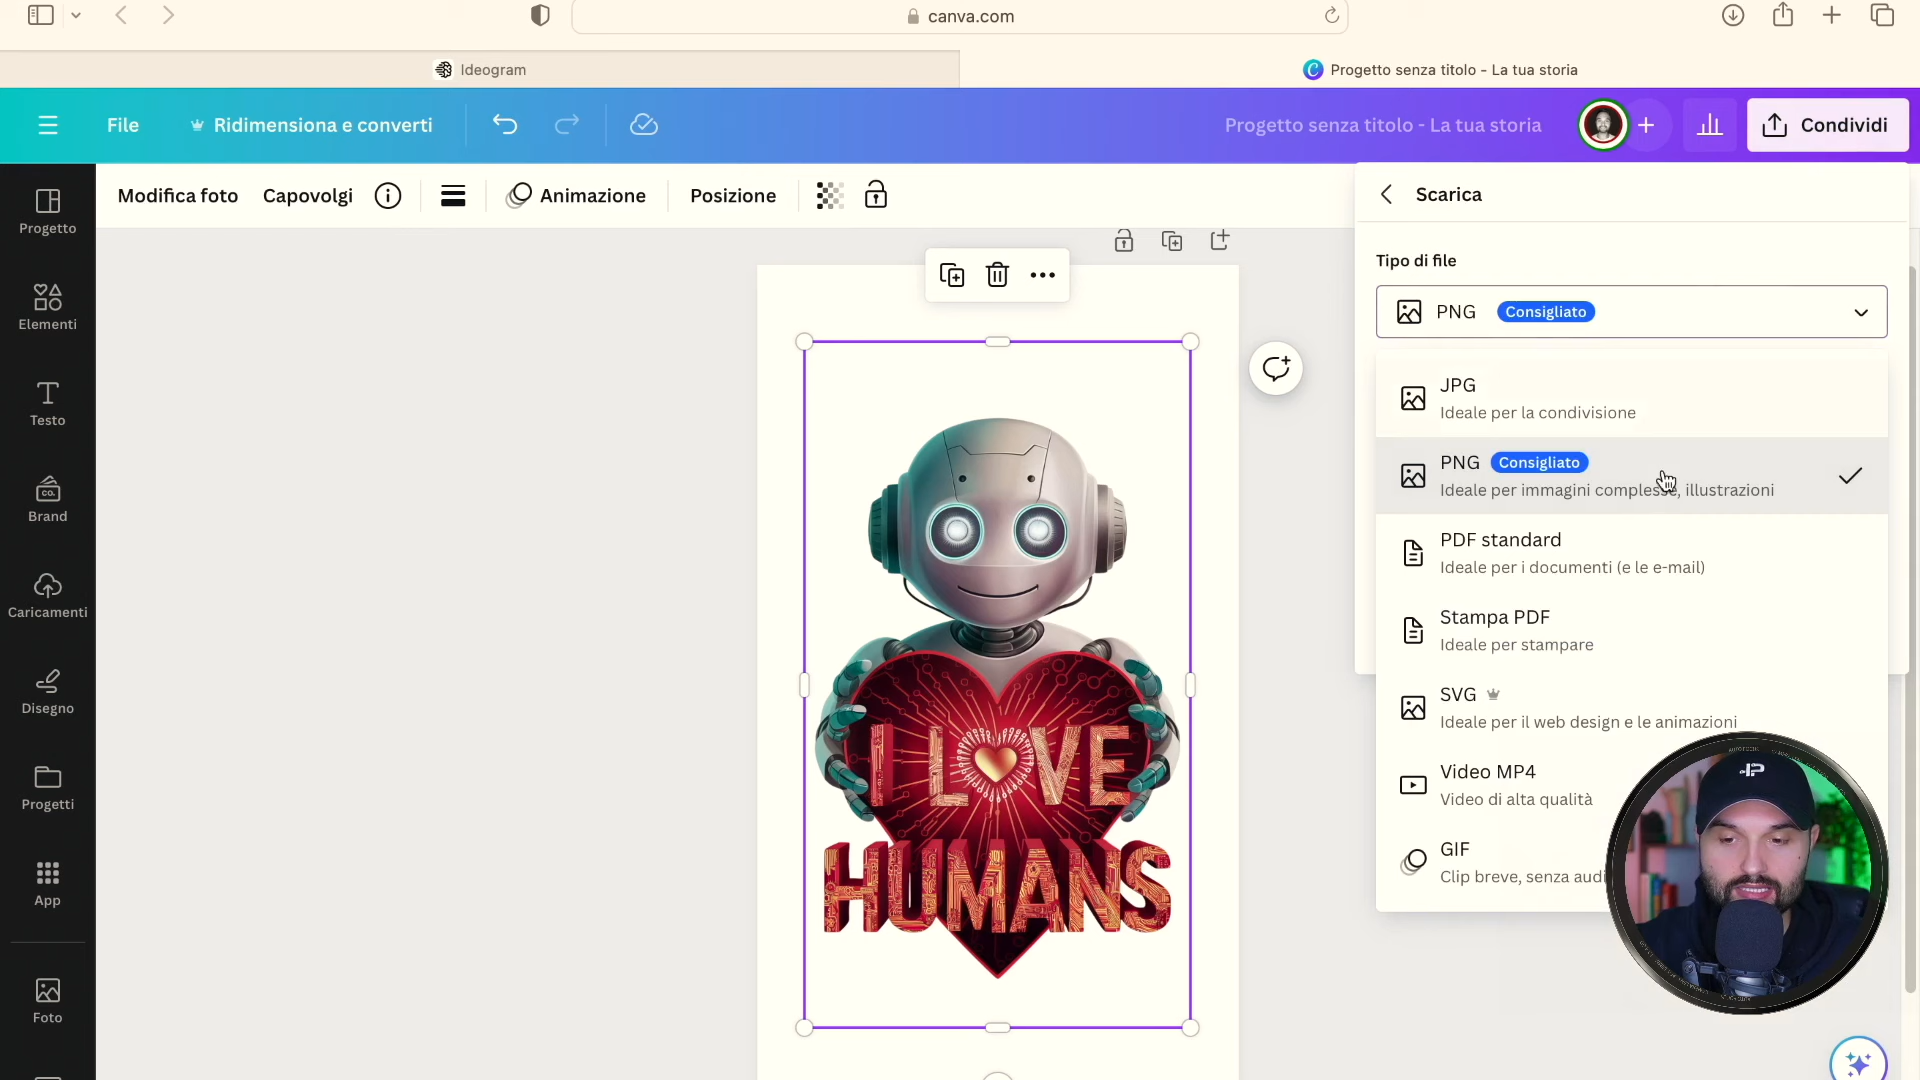 canva.com
Ideogram
Progetto senza titolo - La tua storia
File
Ridimensiona e converti
Progetto senza titolo - La tua storia
Condividi
Modifica foto
Capovolgi
Animazione
Posizione
Scarica
Tipo di file
PNG Consigliato
JPG
Ideale per la condivisione
PNG Consigliato
Ideale per immagini complesse, illustrazioni
PDF standard
Ideale per i documenti (e le e-mail)
Stampa PDF
Ideale per stampare
SVG
Ideale per il web design e le animazioni
Video MP4
Video di alta qualità
GIF
Clip breve, senza audi
Progetto
Elementi
Testo
CO.
Brand
Caricamenti
Disegno
Progetti
App
Foto
I LOVE
HUMANS